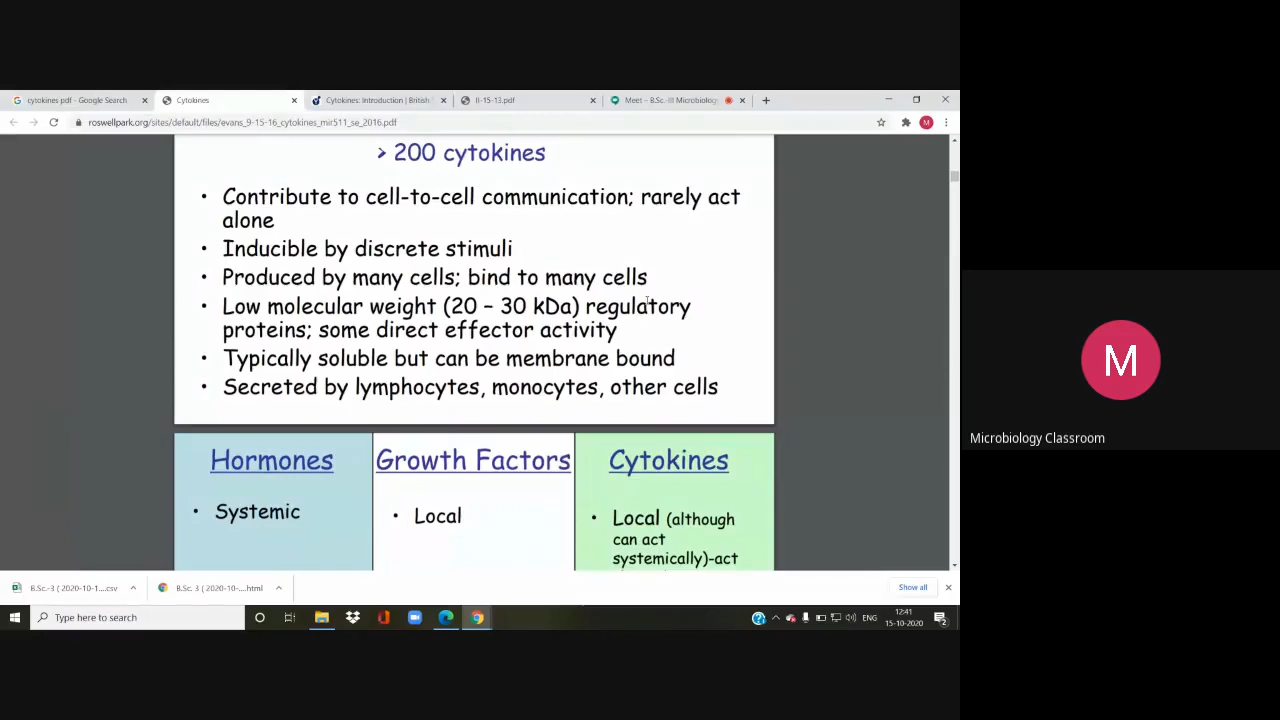 cytokines pdf - Google Search
Cytokines
Cytokines: Introduction | British
II-15-13.pdf
Meet – B.Sc.-III Microbiology
roswellpark.org/sites/default/files/evans_9-15-16_cytokines_mir511_se_2016.pdf
M
> 200 cytokines
• Contribute to cell-to-cell communication; rarely act
alone
• Inducible by discrete stimuli
• Produced by many cells; bind to many cells
• Low molecular weight (20 – 30 kDa) regulatory
proteins; some direct effector activity
• Typically soluble but can be membrane bound
• Secreted by lymphocytes, monocytes, other cells
Hormones
Growth Factors
Cytokines
• Systemic
• Local
• Local (although
can act
systemically)-act
M
Microbiology Classroom
B.Sc.-3 ( 2020-10-1....csv
B.Sc. 3 ( 2020-10-....html
Show all
Type here to search
ENG
12:41
15-10-2020
2